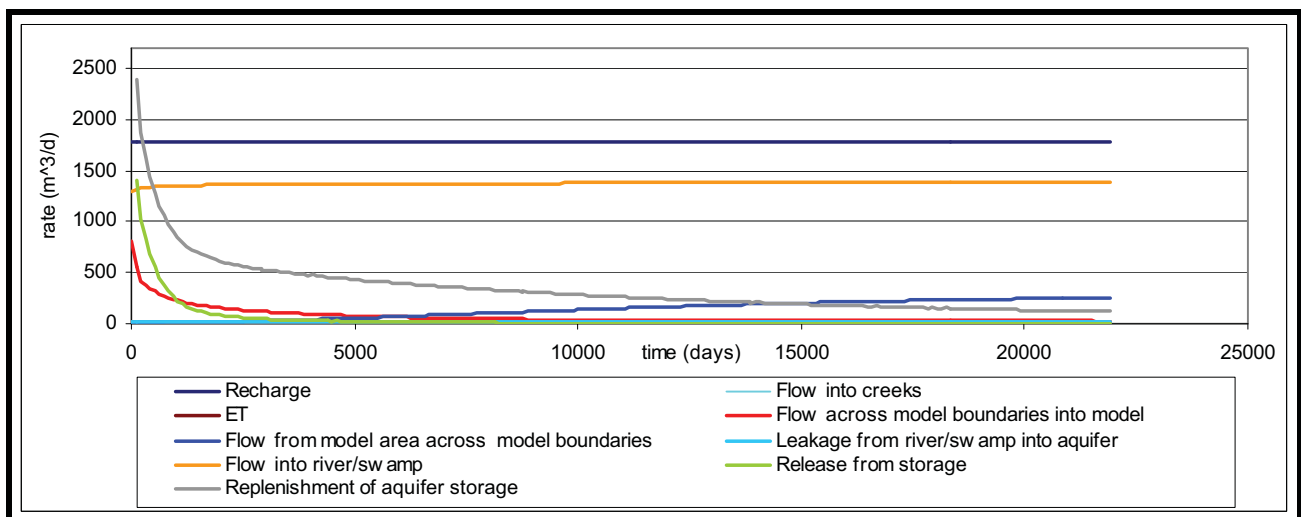 2500
2000
1500
1000
500
0
rate (m^3/d)
0 5000 10000 15000 20000 25000
time (days)
Recharge Flow into creeks
ET Flow across model boundaries into model
Flow from model area across model boundaries Leakage from river/sw amp into aquifer
Flow into river/sw amp Release from storage
Replenishment of aquifer storage